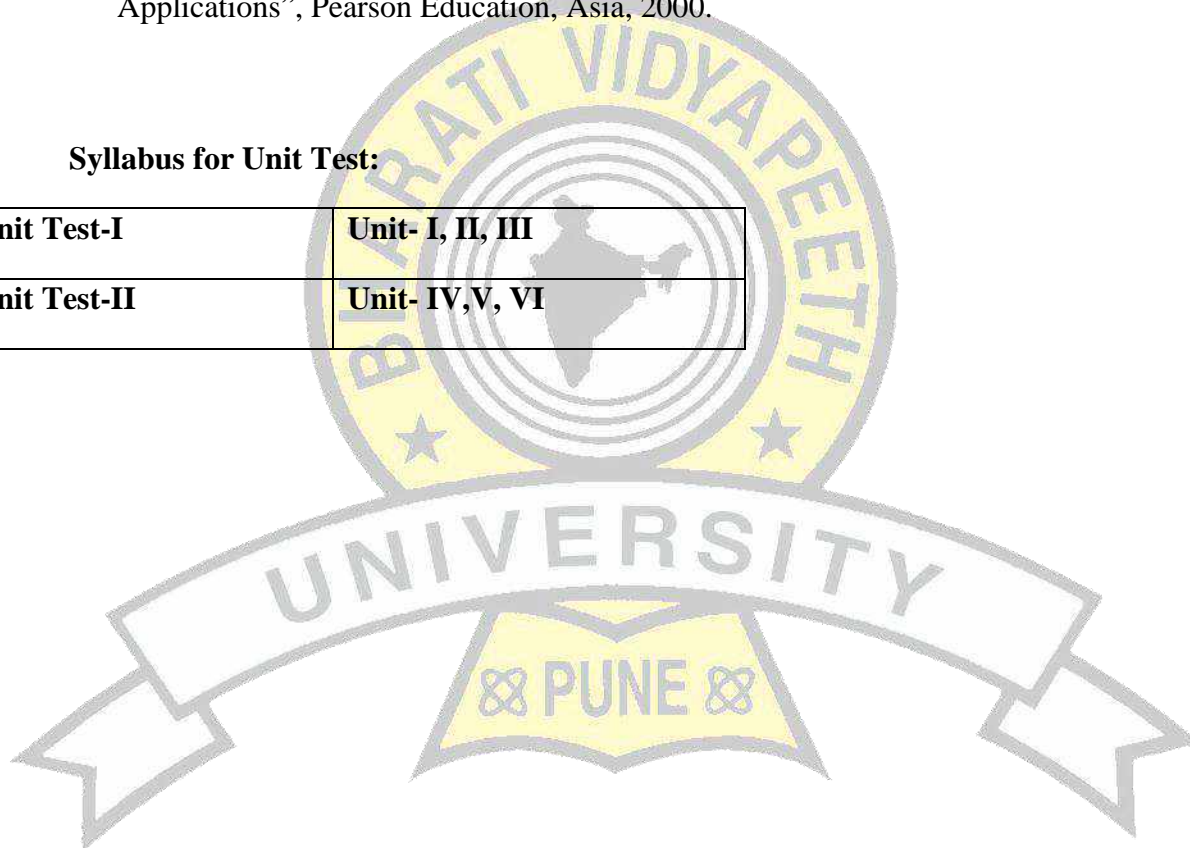 Applications”, Pearson Education, Asia, 2000.
Syllabus for Unit Test:
nit Test-I Unit- I, II, III
nit Test-II Unit- IV,V, VI
BHARATI VIDYAPEETH
UNIVERSITY
PUNE